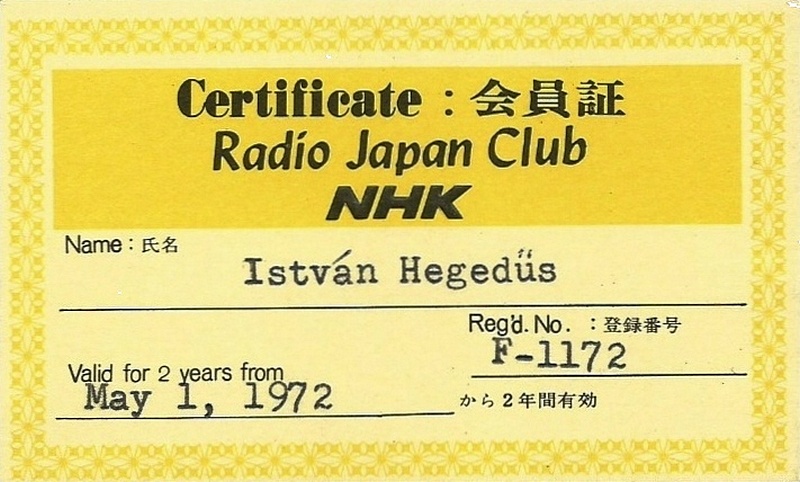 Certificate : 会員証
Radio Japan Club
NHK
Name : 氏名
István Hegedűs
Reg'd. No. : 登録番号
F-1172
Valid for 2 years from
May 1, 1972
から2年間有効